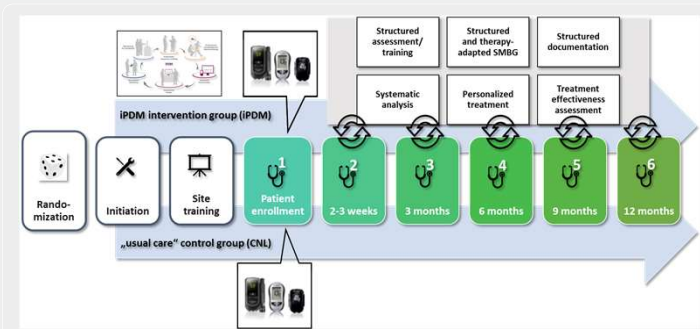 Structured
assessment/
training
Structured
and therapy-
adapted SMBG
Structured
documentation
Systematic
analysis
Personalized
treatment
Treatment
effectiveness
assessment
iPDM intervention group (iPDM)
Rando-
mization
Initiation
Site
training
1
Patient
enrollment
2
2-3 weeks
3
3 months
4
6 months
5
9 months
6
12 months
„usual care“ control group (CNL)